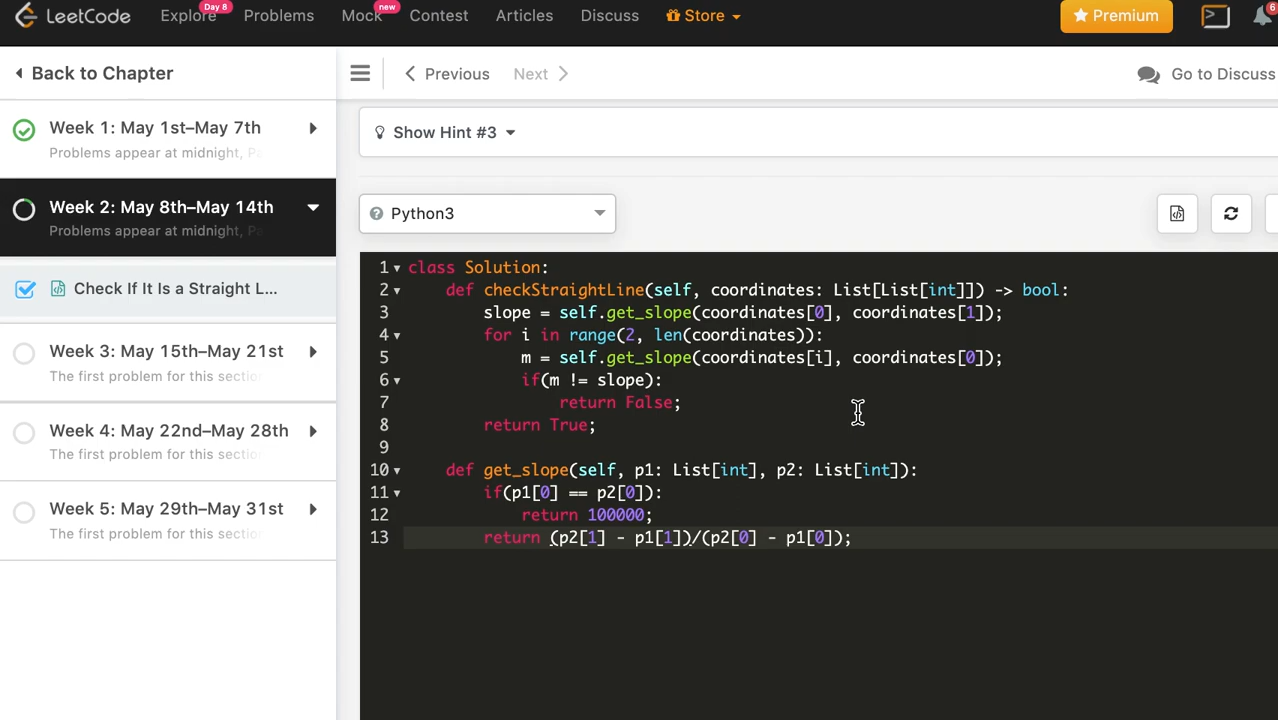 LeetCode
Explore
Day 8
Problems
Mock
new
Contest
Articles
Discuss
Store
Premium
6
Back to Chapter
Previous
Next
Go to Discuss
Week 1: May 1st–May 7th
Problems appear at midnight,
Show Hint #3
Week 2: May 8th–May 14th
Problems appear at midnight,
? Python3
Check If It Is a Straight L...
Week 3: May 15th–May 21st
The first problem for this sectio
Week 4: May 22nd–May 28th
The first problem for this sectio
Week 5: May 29th–May 31st
The first problem for this sectio
1 class Solution:
2 def checkStraightLine(self, coordinates: List[List[int]]) -> bool:
3 slope = self.get_slope(coordinates[0], coordinates[1]);
4 for i in range(2, len(coordinates)):
5 m = self.get_slope(coordinates[i], coordinates[0]);
6 if(m != slope):
7 return False;
8 return True;
9
10 def get_slope(self, p1: List[int], p2: List[int]):
11 if(p1[0] == p2[0]):
12 return 100000;
13 return (p2[1] - p1[1])/(p2[0] - p1[0]);